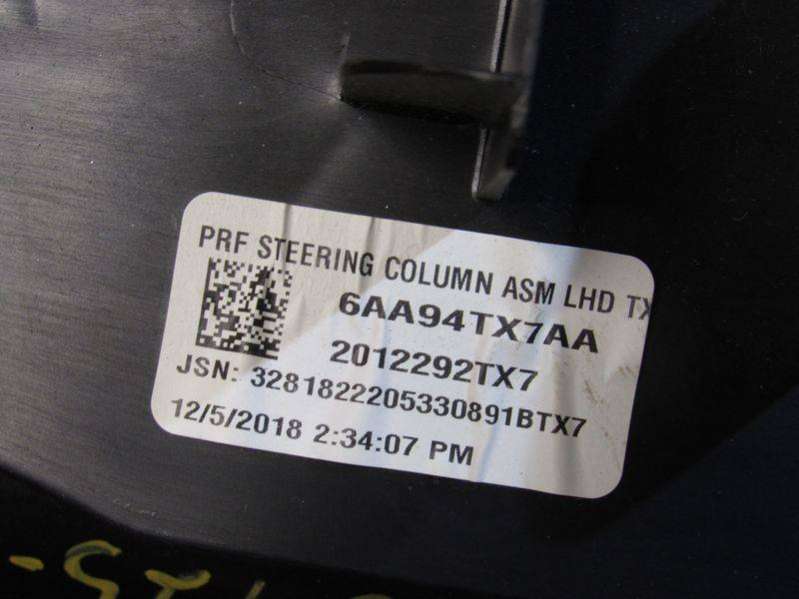 PRF STEERING COLUMN ASM LHD TX
6AA94TX7AA
2012292TX7
JSN: 3281822205330891BTX7
12/5/2018 2:34:07 PM